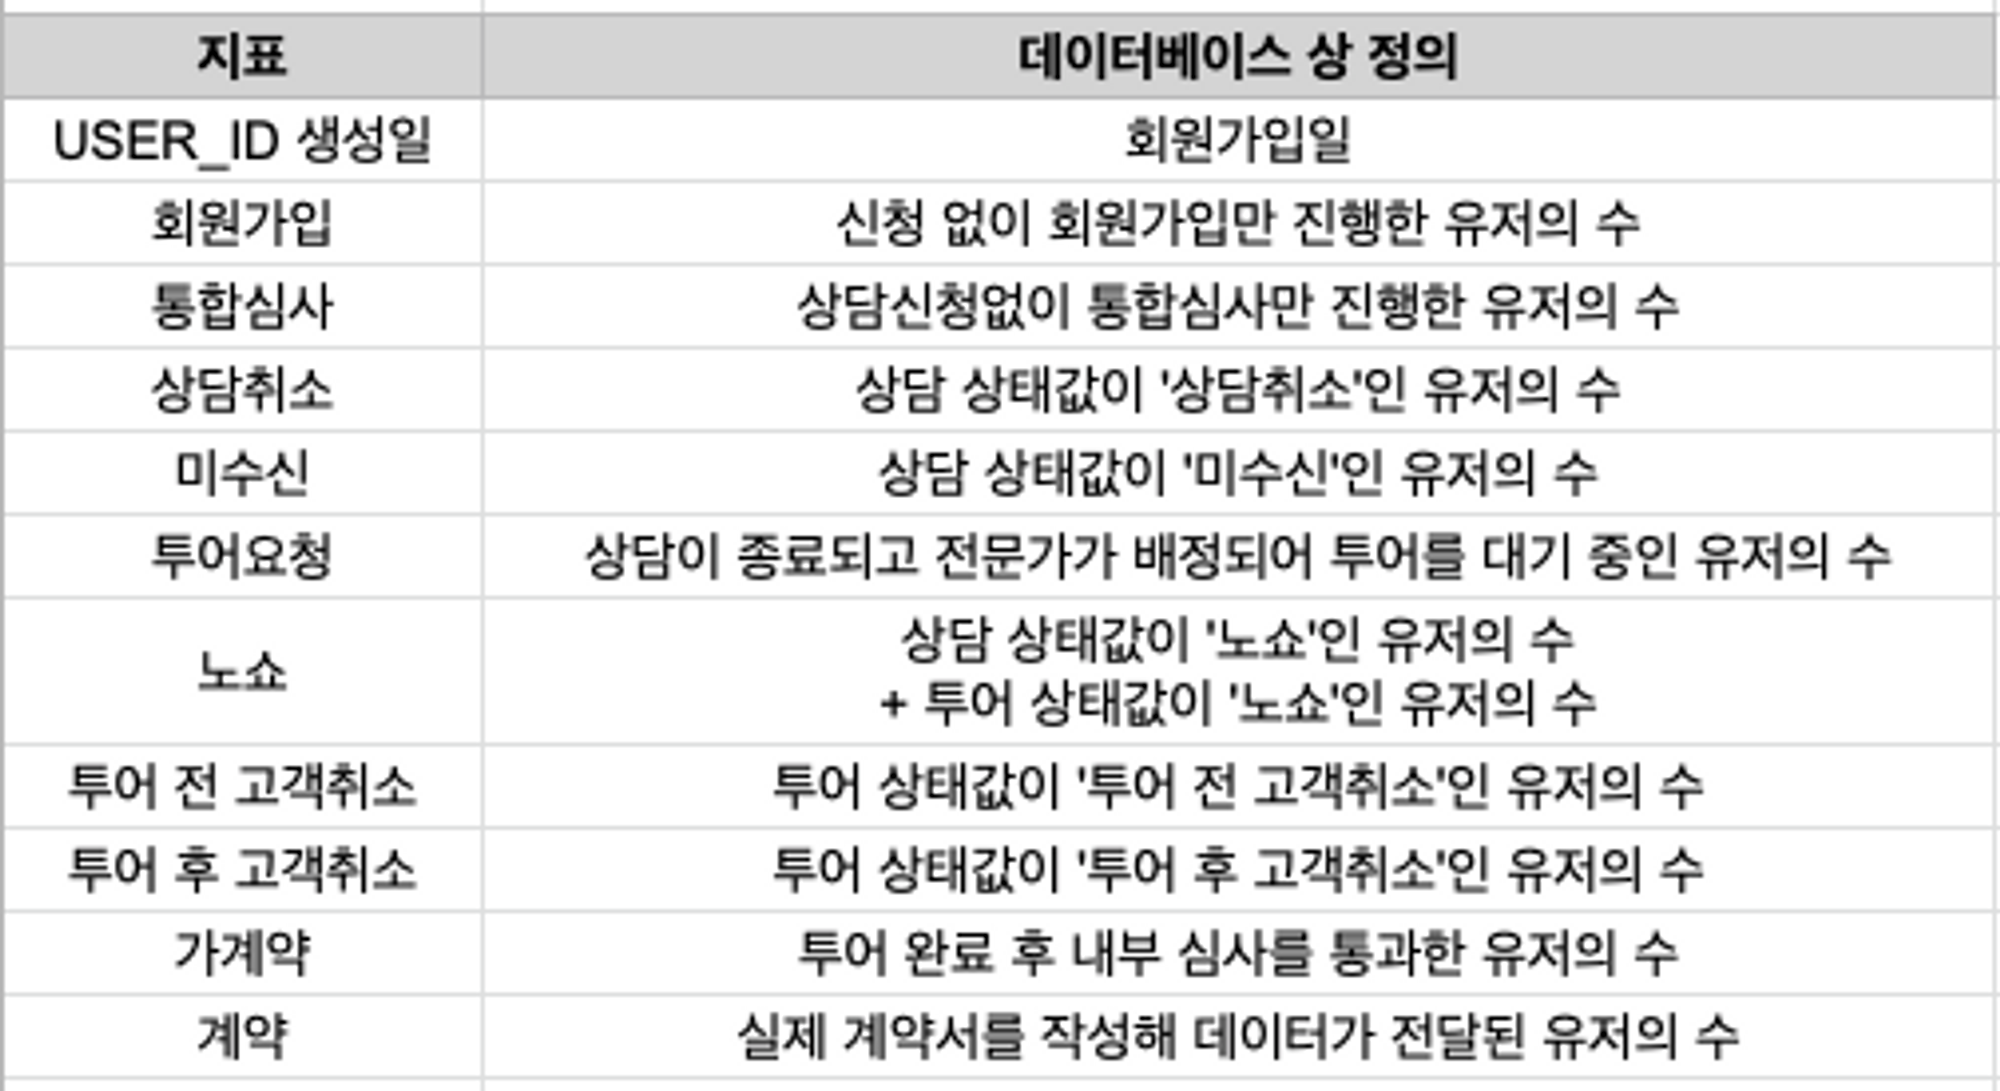 지표 데이터베이스 상 정의
USER_ID 생성일 회원가입일
회원가입 신청 없이 회원가입만 진행한 유저의 수
통합심사 상담신청없이 통합심사만 진행한 유저의 수
상담취소 상담 상태값이 '상담취소'인 유저의 수
미수신 상담 상태값이 '미수신'인 유저의 수
투어요청 상담이 종료되고 전문가가 배정되어 투어를 대기 중인 유저의 수
노쇼 상담 상태값이 '노쇼'인 유저의 수
+ 투어 상태값이 '노쇼'인 유저의 수
투어 전 고객취소 투어 상태값이 '투어 전 고객취소'인 유저의 수
투어 후 고객취소 투어 상태값이 '투어 후 고객취소'인 유저의 수
가계약 투어 완료 후 내부 심사를 통과한 유저의 수
계약 실제 계약서를 작성해 데이터가 전달된 유저의 수